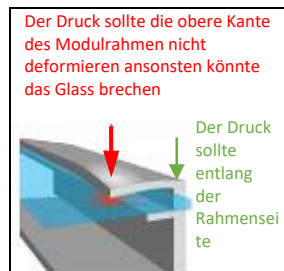 Der Druck sollte die obere Kante
des Modulrahmen nicht
deformieren ansonsten könnte
das Glass brechen
Der Druck
sollte
entlang
der
Rahmensei
te